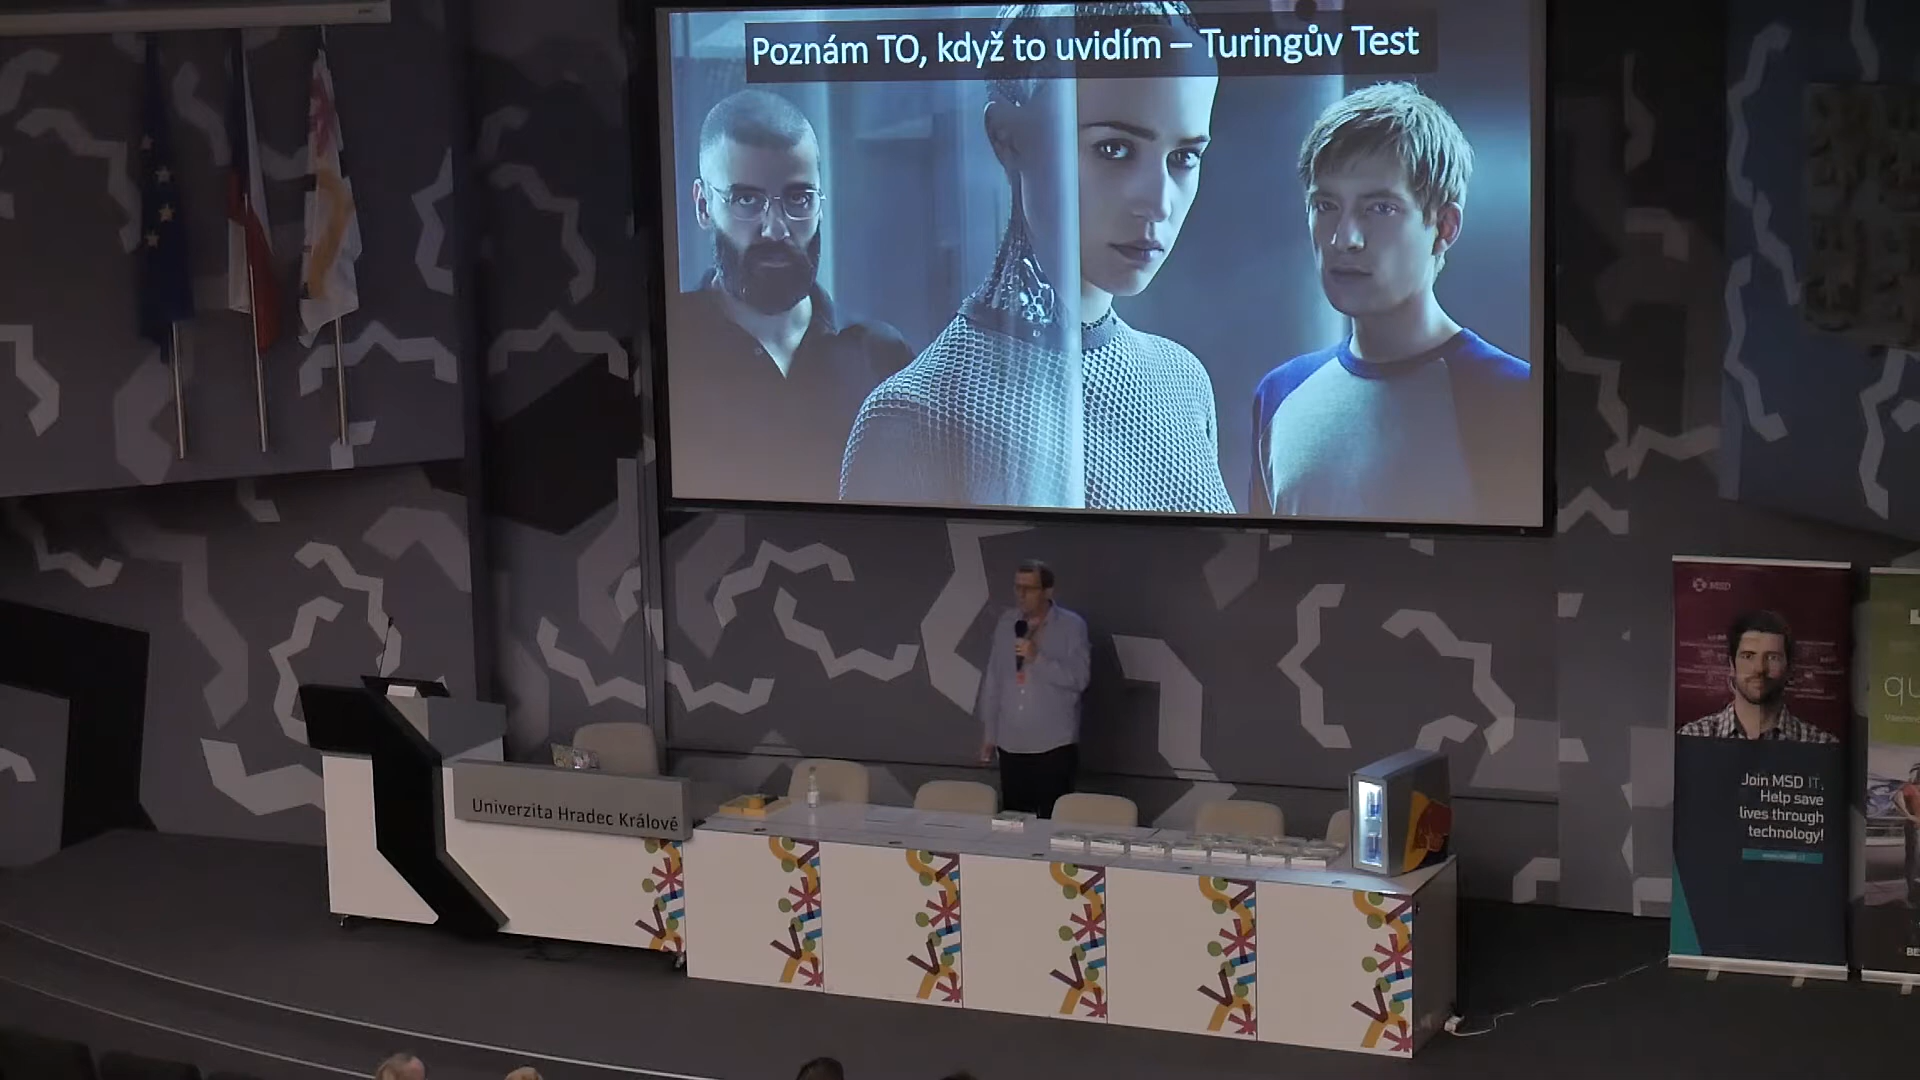 Poznám TO, když to uvidím – Turingův Test
Univerzita Hradec Králové
MSD
Join MSD IT.
Help save
lives through
technology!
qu